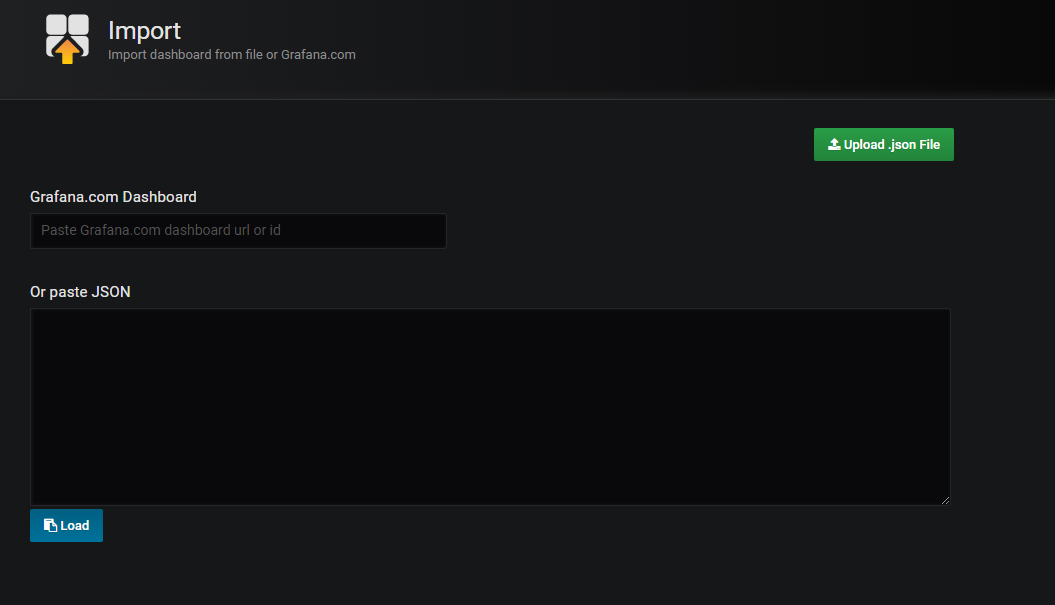 Import
Import dashboard from file or Grafana.com
Upload .json File
Grafana.com Dashboard
Paste Grafana.com dashboard url or id
Or paste JSON
Load